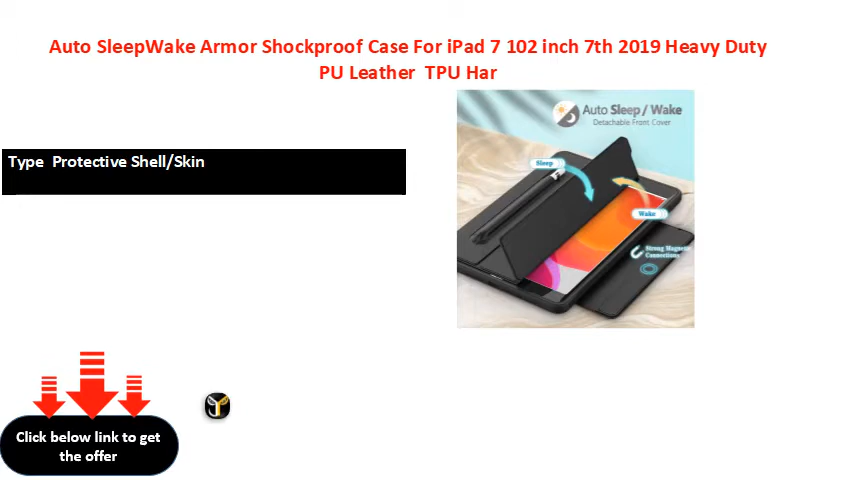 Auto SleepWake Armor Shockproof Case For iPad 7 102 inch 7th 2019 Heavy Duty
PU Leather  TPU Har
Auto Sleep / Wake
Detachable Front Cover
Type  Protective Shell/Skin
Sleep
Wake
Strong Magnetic
Connections
Click below link to get
the offer